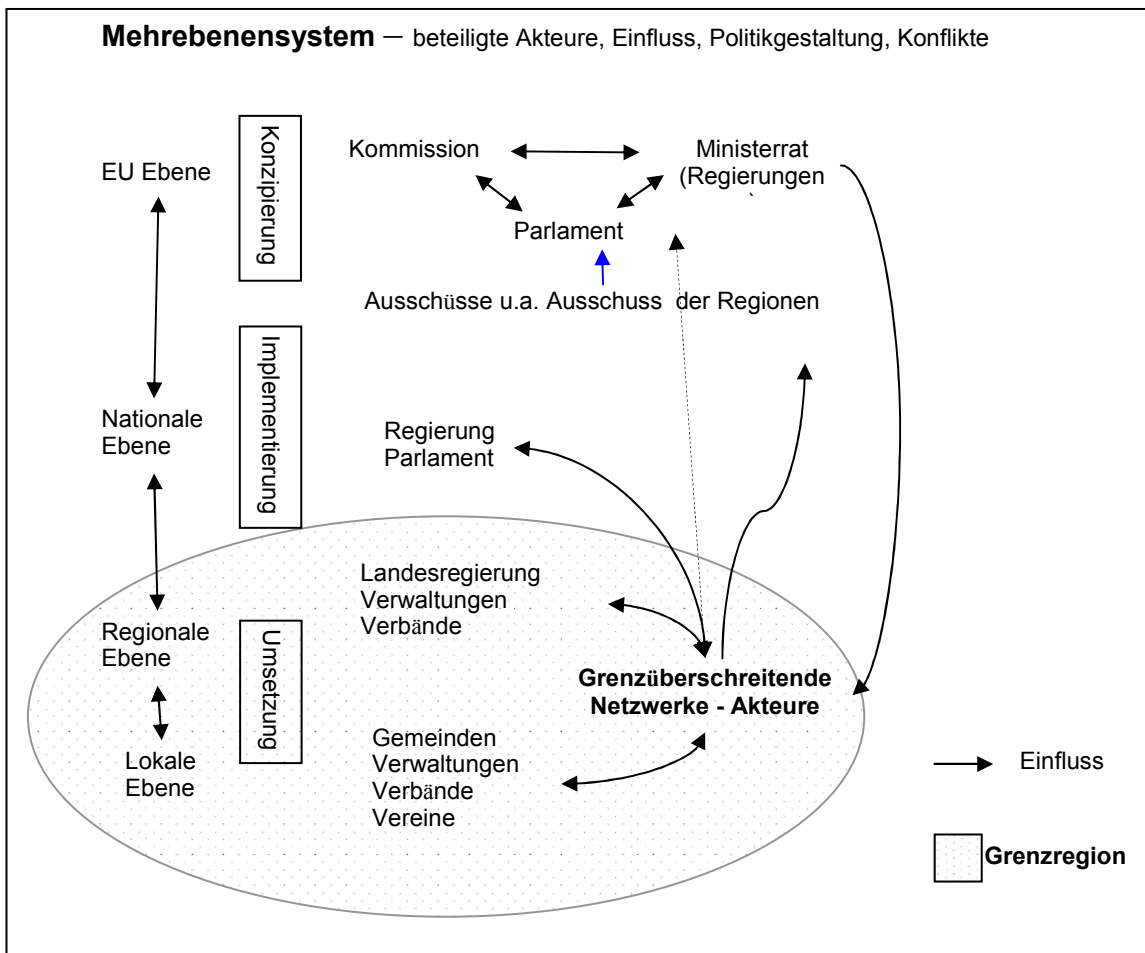 Mehrebenensystem — beteiligte Akteure, Einfluss, Politikgestaltung, Konflikte
EU Ebene
Konzipierung
Kommission
Ministerrat
(Regierungen
Parlament
Ausschüsse u.a. Ausschuss der Regionen
Nationale
Ebene
Implementierung
Regierung
Parlament
Regionale
Ebene
Umsetzung
Landesregierung
Verwaltungen
Verbände
Grenzüberschreitende
Netzwerke - Akteure
Lokale
Ebene
Gemeinden
Verwaltungen
Verbände
Vereine
Einfluss
Grenzregion